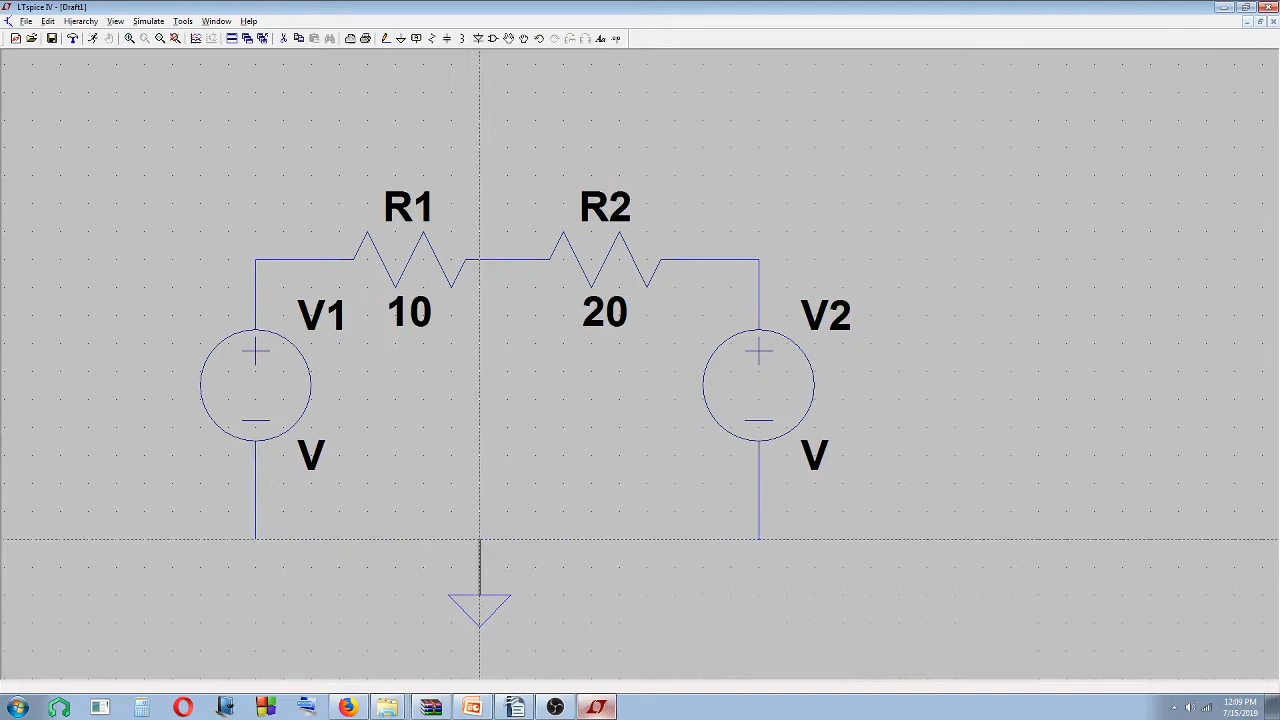 LTspice IV - [Draft1]
File Edit Hierarchy View Simulate Tools Window Help
R1 R2
V1 10 20 V2
V V
12:09 PM
7/15/2019